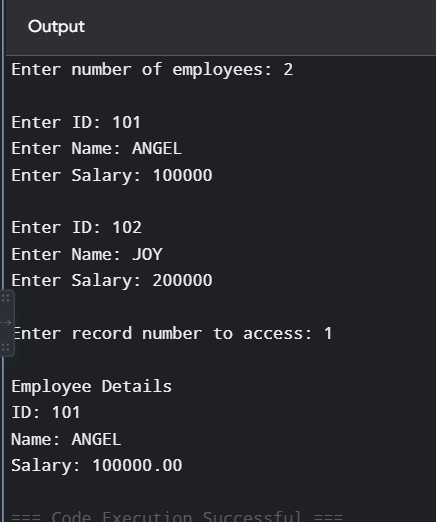 Output
Enter number of employees: 2
Enter ID: 101
Enter Name: ANGEL
Enter Salary: 100000
Enter ID: 102
Enter Name: JOY
Enter Salary: 200000
Enter record number to access: 1
Employee Details
ID: 101
Name: ANGEL
Salary: 100000.00
=== Code Execution Successful ===